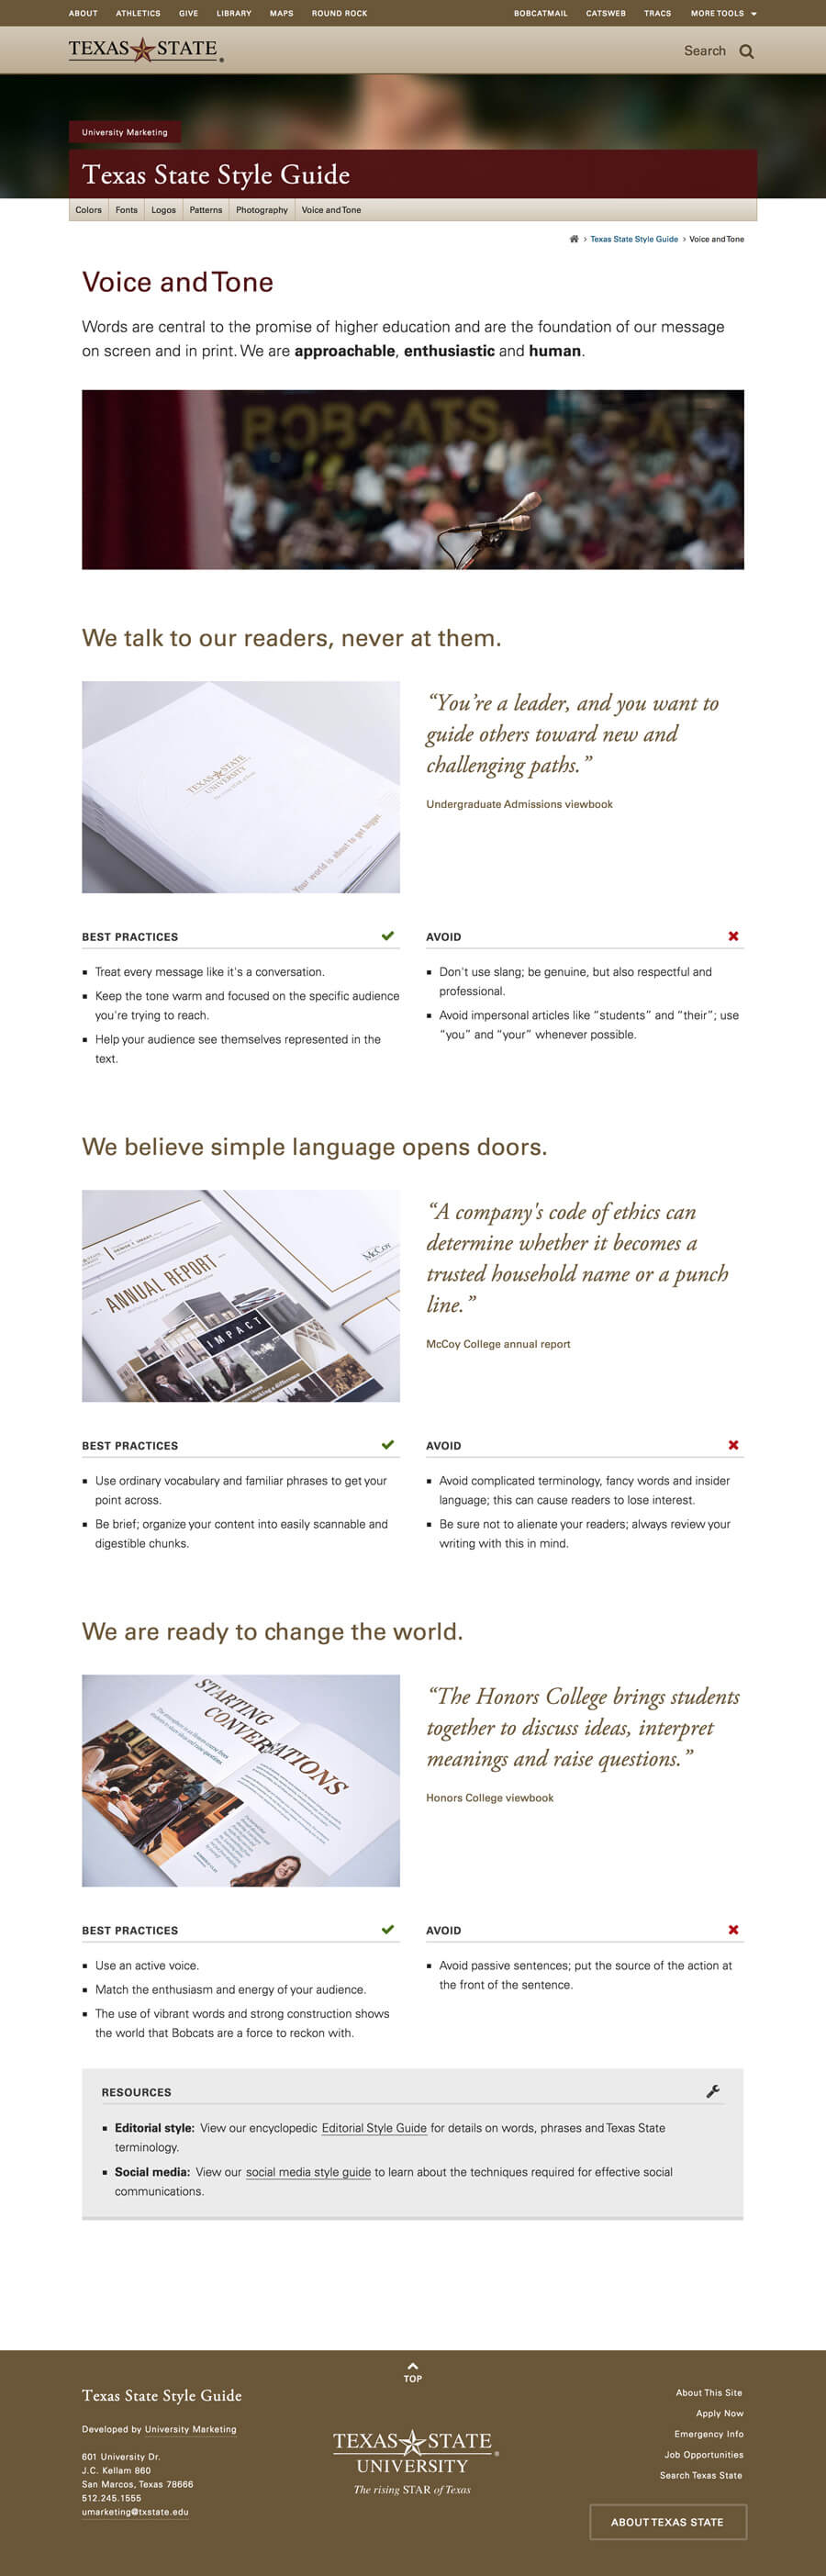 ABOUT ATHLETICS GIVE LIBRARY MAPS ROUND ROCK BOBCATMAIL CATSWEB TRACS MORE TOOLS
TEXAS STATE ®
Search
University Marketing
Texas State Style Guide
Colors Fonts Logos Patterns Photography Voice and Tone
> Texas State Style Guide > Voice and Tone
Voice and Tone
Words are central to the promise of higher education and are the foundation of our message
on screen and in print. We are approachable, enthusiastic and human.
BOBCATS
We talk to our readers, never at them.
TEXAS STATE
UNIVERSITY
Your world is about to get bigger.
“You’re a leader, and you want to
guide others toward new and
challenging paths.”
Undergraduate Admissions viewbook
BEST PRACTICES
Treat every message like it's a conversation.
Keep the tone warm and focused on the specific audience
you're trying to reach.
Help your audience see themselves represented in the
text.
AVOID
Don't use slang; be genuine, but also respectful and
professional.
Avoid impersonal articles like “students” and “their”; use
“you” and “your” whenever possible.
We believe simple language opens doors.
McCoy
ANNUAL REPORT
IMPACT
making a difference
“A company's code of ethics can
determine whether it becomes a
trusted household name or a punch
line.”
McCoy College annual report
BEST PRACTICES
Use ordinary vocabulary and familiar phrases to get your
point across.
Be brief; organize your content into easily scannable and
digestible chunks.
AVOID
Avoid complicated terminology, fancy words and insider
language; this can cause readers to lose interest.
Be sure not to alienate your readers; always review your
writing with this in mind.
We are ready to change the world.
STARTING
CONVERSATIONS
“The Honors College brings students
together to discuss ideas, interpret
meanings and raise questions.”
Honors College viewbook
BEST PRACTICES
Use an active voice.
Match the enthusiasm and energy of your audience.
The use of vibrant words and strong construction shows
the world that Bobcats are a force to reckon with.
AVOID
Avoid passive sentences; put the source of the action at
the front of the sentence.
RESOURCES
Editorial style: View our encyclopedic Editorial Style Guide for details on words, phrases and Texas State
terminology.
Social media: View our social media style guide to learn about the techniques required for effective social
communications.
TOP
Texas State Style Guide
Developed by University Marketing
601 University Dr.
J.C. Kellam 860
San Marcos, Texas 78666
512.245.1555
umarketing@txstate.edu
TEXAS STATE ®
UNIVERSITY
The rising STAR of Texas
About This Site
Apply Now
Emergency Info
Job Opportunities
Search Texas State
ABOUT TEXAS STATE